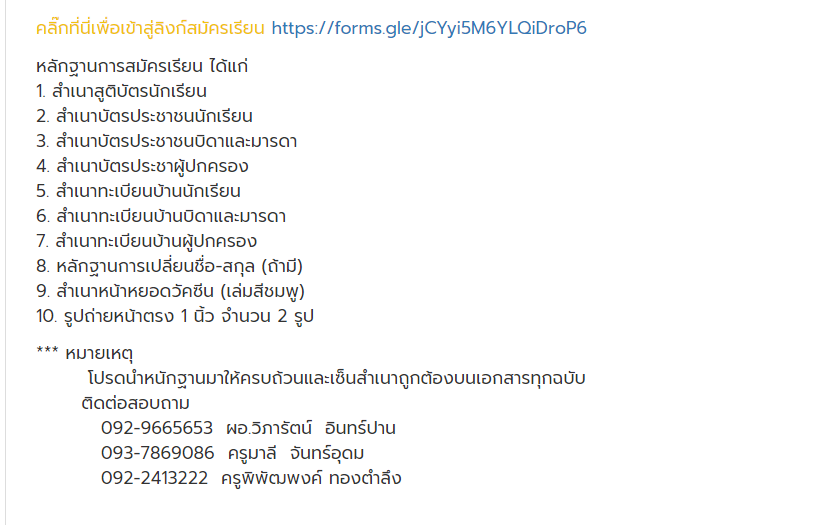 คลิ๊กที่นี่เพื่อเข้าสู่ลิงก์สมัครเรียน https://forms.gle/jCYyi5M6YLQiDroP6
หลักฐานการสมัครเรียน ได้แก่
1. สำเนาสูติบัตรนักเรียน
2. สำเนาบัตรประชาชนนักเรียน
3. สำเนาบัตรประชาชนบิดาและมารดา
4. สำเนาบัตรประชาผู้ปกครอง
5. สำเนาทะเบียนบ้านนักเรียน
6. สำเนาทะเบียนบ้านบิดาและมารดา
7. สำเนาทะเบียนบ้านผู้ปกครอง
8. หลักฐานการเปลี่ยนชื่อ-สกุล (ถ้ามี)
9. สำเนาหน้าหยอดวัคซีน (เล่มสีชมพู)
10. รูปถ่ายหน้าตรง 1 นิ้ว จำนวน 2 รูป
*** หมายเหตุ
โปรดนำหนักฐานมาให้ครบถ้วนและเซ็นสำเนาถูกต้องบนเอกสารทุกฉบับ
ติดต่อสอบถาม
092-9665653 ผอ.วิภารัตน์ อินทร์ปาน
093-7869086 ครูมาลี จันทร์อุดม
092-2413222 ครูพิพัฒพงค์ ทองตำลึง